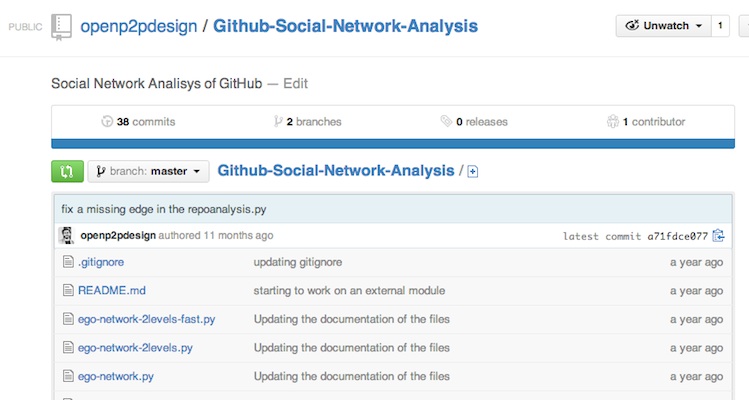 PUBLIC openp2pdesign / Github-Social-Network-Analysis Unwatch 1
Social Network Analisys of GitHub — Edit
38 commits 2 branches 0 releases 1 contributor
branch: master Github-Social-Network-Analysis /
fix a missing edge in the repoanalysis.py
openp2pdesign authored 11 months ago latest commit a71fdce077
.gitignore updating gitignore a year ago
README.md starting to work on an external module a year ago
ego-network-2levels-fast.py Updating the documentation of the files a year ago
ego-network-2levels.py Updating the documentation of the files a year ago
ego-network.py Updating the documentation of the files a year ago